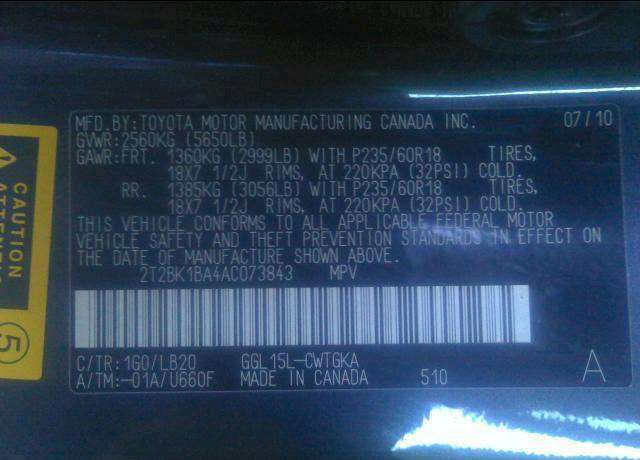 MFD. BY: TOYOTA MOTOR MANUFACTURING CANADA INC. 07/10
GVWR: 2560KG (5650LB)
GAWR: FRT. 1360KG (2999LB) WITH P235/60R18 TIRES,
18X7 1/2J RIMS, AT 220KPA (32PSI) COLD.
RR. 1385KG (3056LB) WITH P235/60R18 TIRES,
18X7 1/2J RIMS, AT 220KPA (32PSI) COLD.
THIS VEHICLE CONFORMS TO ALL APPLICABLE FEDERAL MOTOR
VEHICLE SAFETY AND THEFT PREVENTION STANDARDS IN EFFECT ON
THE DATE OF MANUFACTURE SHOWN ABOVE.
2T2BK1BA4AC073843 MPV
C/TR: 1G0/LB20 GGL15L-CWTGKA
A/TM: -01A/U660F MADE IN CANADA 510 A
CAUTION
5